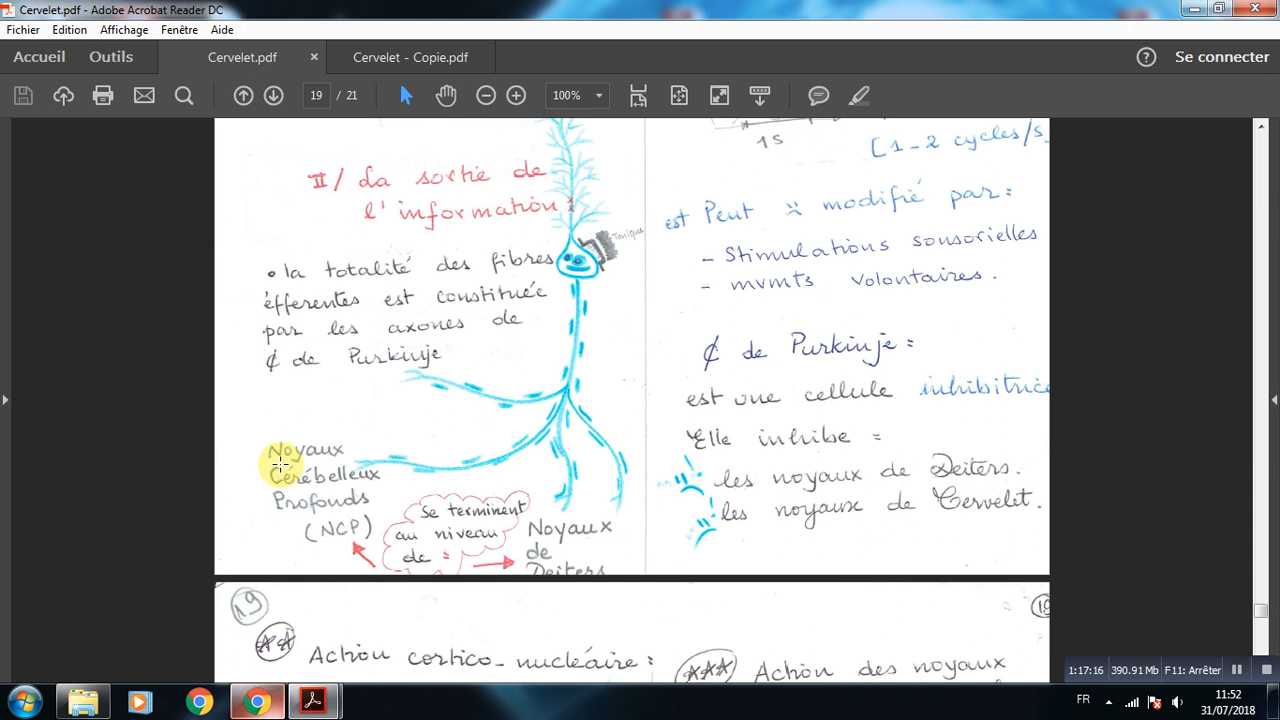 Cervelet.pdf - Adobe Acrobat Reader DC
Fichier Edition Affichage Fenêtre Aide
Accueil Outils Cervelet.pdf × Cervelet - Copie.pdf ? Se connecter
19 / 21 100%
II/ La sortie de
l'information :
Tonique
• la totalité des fibres
éfferentes est constituée
par les axones de
¢ de Purkinje
Noyaux
Cérébelleux
Profonds
(NCP)
Se terminent
au niveau
de :
Noyaux
de
Deiters
1s
[1-2 cycles/s
est Peut modifié par :
- Stimulations sonsorielles
- mvmts volontaires.
¢ de Purkinje :
est une cellule inhibitrice
Elle inhibe :
les noyaux de Deiters.
les noyaux de Cervelet.
19
Action cortico-nucléaire :
19
Action des noyaux
1:17:16 390.91 Mb F11: Arrêter
FR 11:52
31/07/2018